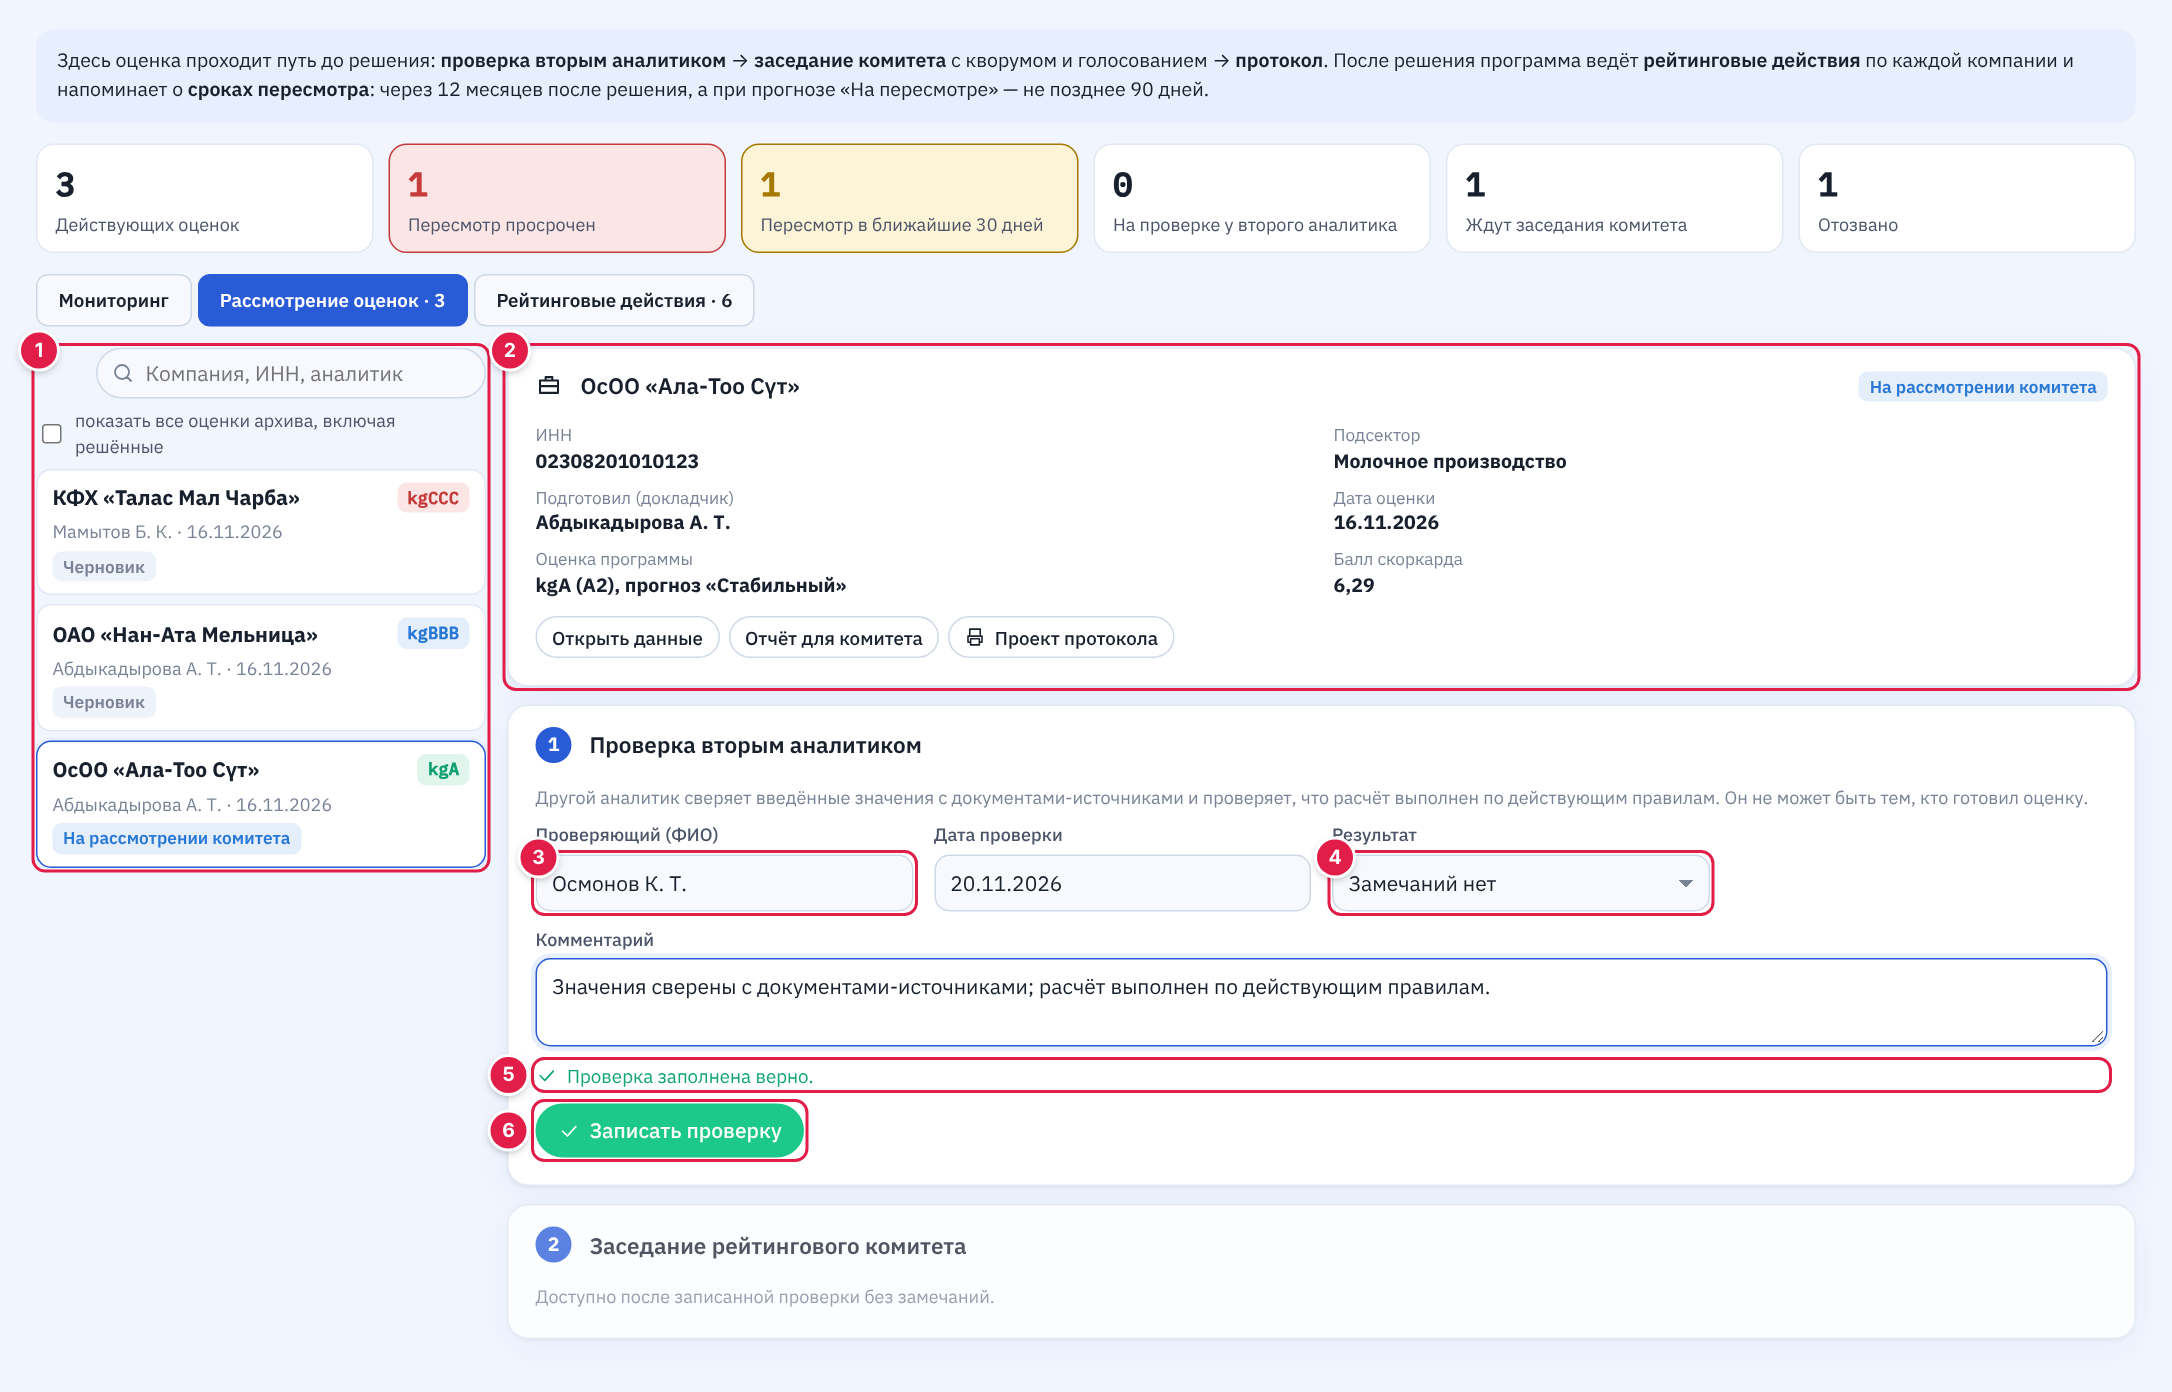 Здесь оценка проходит путь до решения: проверка вторым аналитиком → заседание комитета с кворумом и голосованием → протокол. После решения программа ведёт рейтинговые действия по каждой компании и
напоминает о сроках пересмотра: через 12 месяцев после решения, а при прогнозе «На пересмотре» — не позднее 90 дней.
3
Действующих оценок
1
Пересмотр просрочен
1
Пересмотр в ближайшие 30 дней
0
На проверке у второго аналитика
1
Ждут заседания комитета
1
Отозвано
Мониторинг
Рассмотрение оценок · 3
Рейтинговые действия · 6
1
Компания, ИНН, аналитик
показать все оценки архива, включая
решённые
КФХ «Талас Мал Чарба»
kgCCC
Мамытов Б. К. · 16.11.2026
Черновик
ОАО «Нан-Ата Мельница»
kgBBB
Абдыкадырова А. Т. · 16.11.2026
Черновик
ОсОО «Ала-Тоо Сүт»
kgA
Абдыкадырова А. Т. · 16.11.2026
На рассмотрении комитета
2
ОсОО «Ала-Тоо Сүт»
На рассмотрении комитета
ИНН
02308201010123
Подсектор
Молочное производство
Подготовил (докладчик)
Абдыкадырова А. Т.
Дата оценки
16.11.2026
Оценка программы
kgA (A2), прогноз «Стабильный»
Балл скоркарда
6,29
Открыть данные
Отчёт для комитета
Проект протокола
1
Проверка вторым аналитиком
Другой аналитик сверяет введённые значения с документами-источниками и проверяет, что расчёт выполнен по действующим правилам. Он не может быть тем, кто готовил оценку.
Проверяющий (ФИО)
Дата проверки
Результат
3
Осмонов К. Т.
20.11.2026
4
Замечаний нет
Комментарий
Значения сверены с документами-источниками; расчёт выполнен по действующим правилам.
5
Проверка заполнена верно.
6
Записать проверку
2
Заседание рейтингового комитета
Доступно после записанной проверки без замечаний.